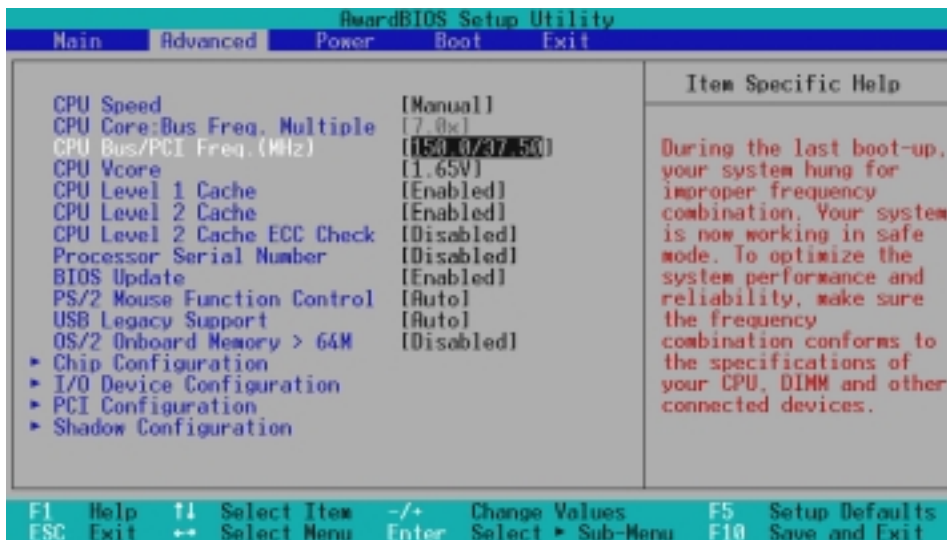 AwardBIOS Setup Utility
Main Advanced Power Boot Exit
CPU Speed [Manual]
CPU Core:Bus Freq. Multiple [7.0x]
CPU Bus/PCI Freq.(MHz) [150.0/37.50]
CPU Vcore [1.65V]
CPU Level 1 Cache [Enabled]
CPU Level 2 Cache [Enabled]
CPU Level 2 Cache ECC Check [Disabled]
Processor Serial Number [Disabled]
BIOS Update [Enabled]
PS/2 Mouse Function Control [Auto]
USB Legacy Support [Auto]
OS/2 Onboard Memory > 64M [Disabled]
▶ Chip Configuration
▶ I/O Device Configuration
▶ PCI Configuration
▶ Shadow Configuration
Item Specific Help
During the last boot-up,
your system hung for
improper frequency
combination. Your system
is now working in safe
mode. To optimize the
system performance and
reliability, make sure
the frequency
combination conforms to
the specifications of
your CPU, DIMM and other
connected devices.
F1 Help ↑↓ Select Item -/+ Change Values F5 Setup Defaults
ESC Exit ↔ Select Menu Enter Select ▶ Sub-Menu F10 Save and Exit